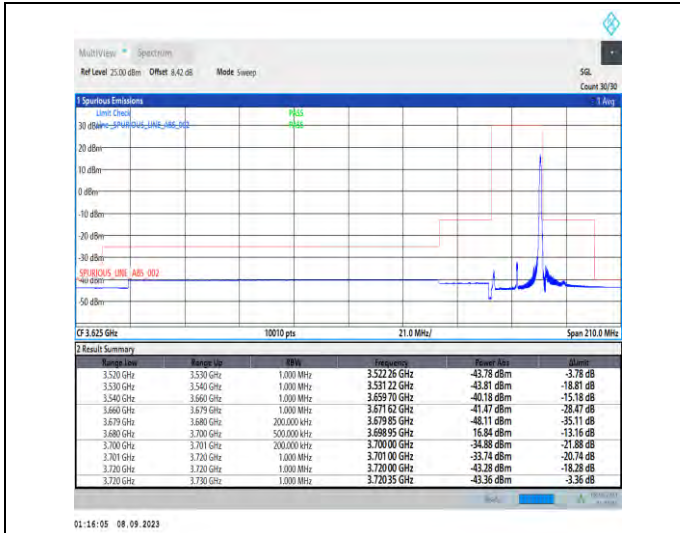 MultiView Spectrum
Ref Level 25.00 dBm Offset 8.42 dB Mode Sweep SGL
Count 30/30
1 Spurious Emissions 1 Avg
Limit Check PASS
Line _SPURIOUS_LINE_ABS_002 PASS
30 dBm
20 dBm
10 dBm
0 dBm
-10 dBm
-20 dBm
-30 dBm
SPURIOUS_LINE_ABS_002
-40 dBm
-50 dBm
CF 3.625 GHz 10010 pts 21.0 MHz/ Span 210.0 MHz
2 Result Summary
Range Low Range Up RBW Frequency Power Abs ΔLimit
3.520 GHz 3.530 GHz 1.000 MHz 3.522 26 GHz -43.78 dBm -3.78 dB
3.530 GHz 3.540 GHz 1.000 MHz 3.531 22 GHz -43.81 dBm -18.81 dB
3.540 GHz 3.660 GHz 1.000 MHz 3.659 70 GHz -40.18 dBm -15.18 dB
3.660 GHz 3.679 GHz 1.000 MHz 3.671 62 GHz -41.47 dBm -28.47 dB
3.679 GHz 3.680 GHz 200.000 kHz 3.679 85 GHz -48.11 dBm -35.11 dB
3.680 GHz 3.700 GHz 500.000 kHz 3.698 95 GHz 16.84 dBm -13.16 dB
3.700 GHz 3.701 GHz 200.000 kHz 3.700 00 GHz -34.88 dBm -21.88 dB
3.701 GHz 3.720 GHz 1.000 MHz 3.701 00 GHz -33.74 dBm -20.74 dB
3.720 GHz 3.720 GHz 1.000 MHz 3.720 00 GHz -43.28 dBm -18.28 dB
3.720 GHz 3.730 GHz 1.000 MHz 3.720 35 GHz -43.36 dBm -3.36 dB
01:16:05 08.09.2023